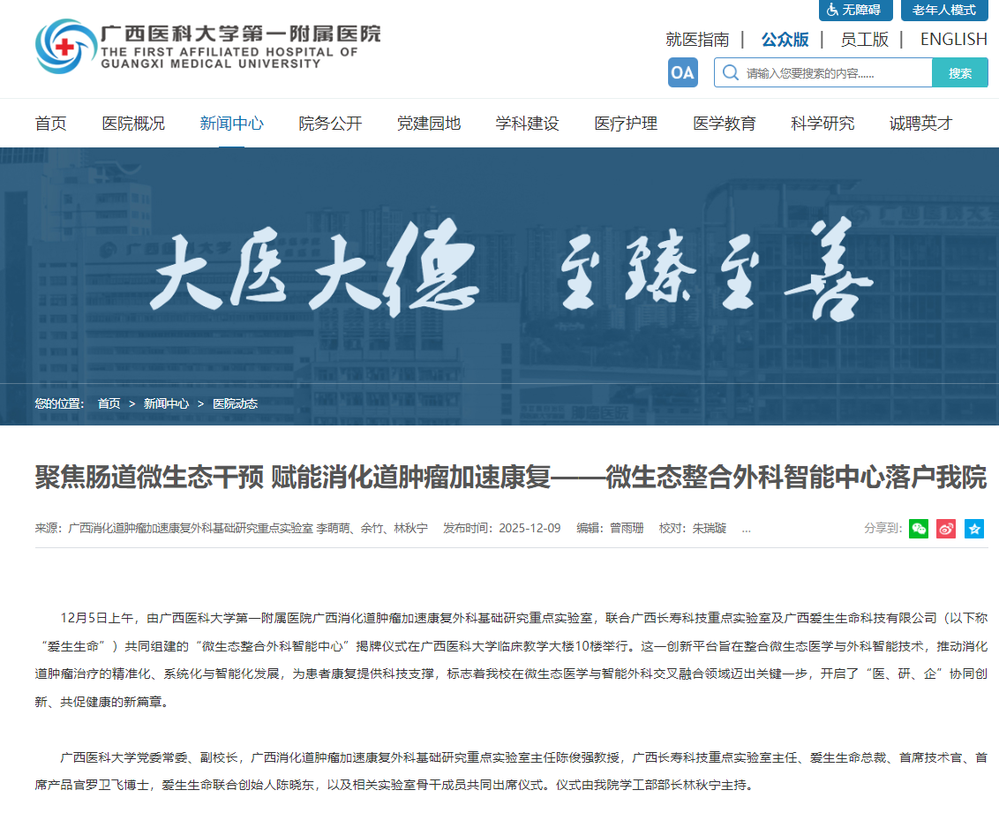 无障碍
老年人模式
广西医科大学第一附属医院
THE FIRST AFFILIATED HOSPITAL OF
GUANGXI MEDICAL UNIVERSITY
就医指南 | 公众版 | 员工版 | ENGLISH
OA
请输入您要搜索的内容......
搜索
首页 医院概况 新闻中心 院务公开 党建园地 学科建设 医疗护理 医学教育 科学研究 诚聘英才
大医大德 至臻至善
您的位置: 首页 > 新闻中心 > 医院动态
聚焦肠道微生态干预 赋能消化道肿瘤加速康复——微生态整合外科智能中心落户我院
来源:广西消化道肿瘤加速康复外科基础研究重点实验室 李萌萌、余竹、林秋宁 发布时间:2025-12-09 编辑:曾雨珊 校对:朱瑞璇 ...
分享到:
12月5日上午,由广西医科大学第一附属医院广西消化道肿瘤加速康复外科基础研究重点实验室,联合广西长寿科技重点实验室及广西爱生生命科技有限公司(以下称
“爱生生命”)共同组建的“微生态整合外科智能中心”揭牌仪式在广西医科大学临床教学大楼10楼举行。这一创新平台旨在整合微生态医学与外科智能技术,推动消化
道肿瘤治疗的精准化、系统化与智能化发展,为患者康复提供科技支撑,标志着我校在微生态医学与智能外科交叉融合领域迈出关键一步,开启了“医、研、企”协同创
新、共促健康的新篇章。
广西医科大学党委常委、副校长,广西消化道肿瘤加速康复外科基础研究重点实验室主任陈俊强教授,广西长寿科技重点实验室主任、爱生生命总裁、首席技术官、首
席产品官罗卫飞博士,爱生生命联合创始人陈晓东,以及相关实验室骨干成员共同出席仪式。仪式由我院学工部部长林秋宁主持。